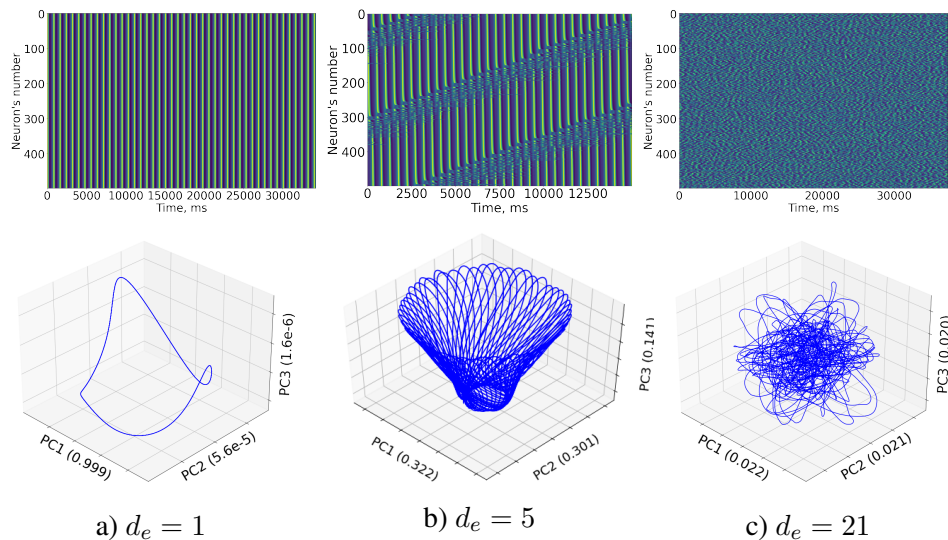 0
100
200
300
400
Neuron's number
0 5000 10000 15000 20000 25000 30000
Time, ms
0
100
200
300
400
Neuron's number
0 2500 5000 7500 10000 12500
Time, ms
0
100
200
300
400
Neuron's number
0 10000 20000 30000
Time, ms
PC1 (0.999)
PC2 (5.6e-5)
PC3 (1.6e-6)
PC1 (0.322)
PC2 (0.301)
PC3 (0.141)
PC1 (0.022)
PC2 (0.021)
PC3 (0.020)
a) d_e = 1
b) d_e = 5
c) d_e = 21